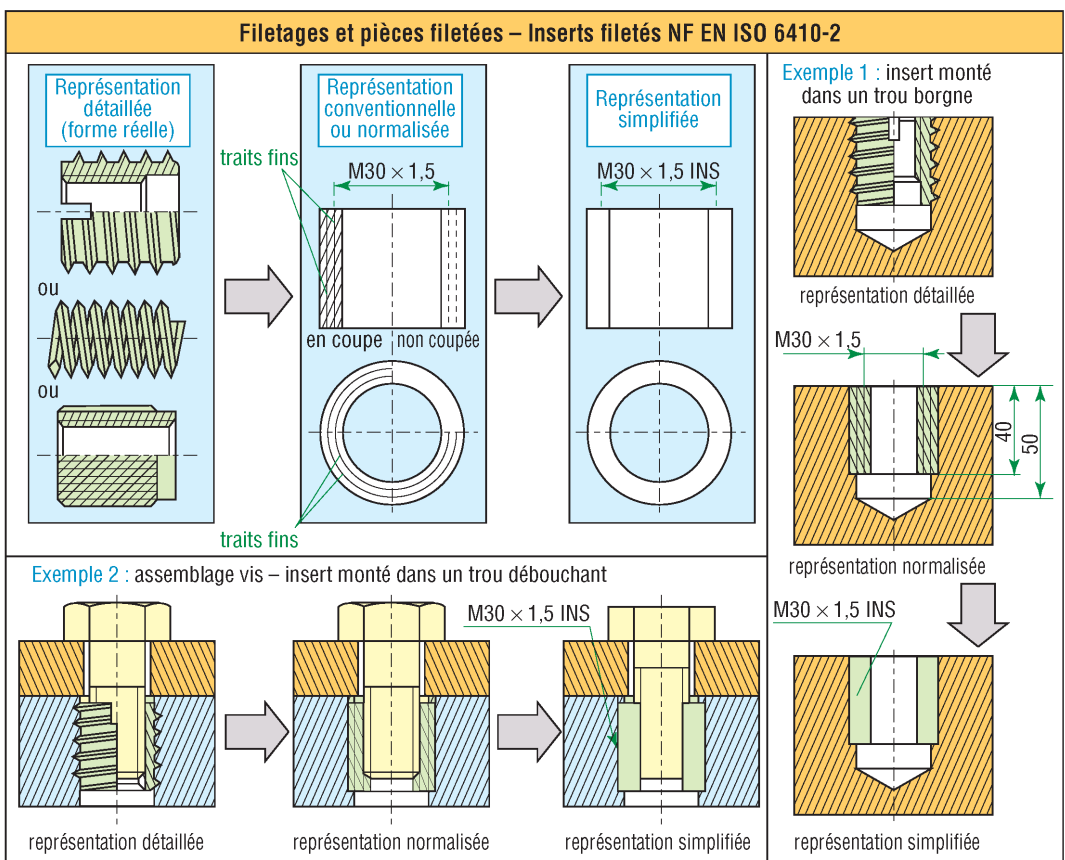 Filetages et pièces filetées – Inserts filetés NF EN ISO 6410-2
Représentation
détaillée
(forme réelle)
ou
ou
Représentation
conventionnelle
ou normalisée
traits fins
M30 × 1,5
en coupe
non coupée
traits fins
Représentation
simplifiée
M30 × 1,5 INS
Exemple 1 : insert monté
dans un trou borgne
représentation détaillée
M30 × 1,5
40
50
représentation normalisée
M30 × 1,5 INS
représentation simplifiée
Exemple 2 : assemblage vis – insert monté dans un trou débouchant
M30 × 1,5 INS
représentation détaillée
représentation normalisée
représentation simplifiée